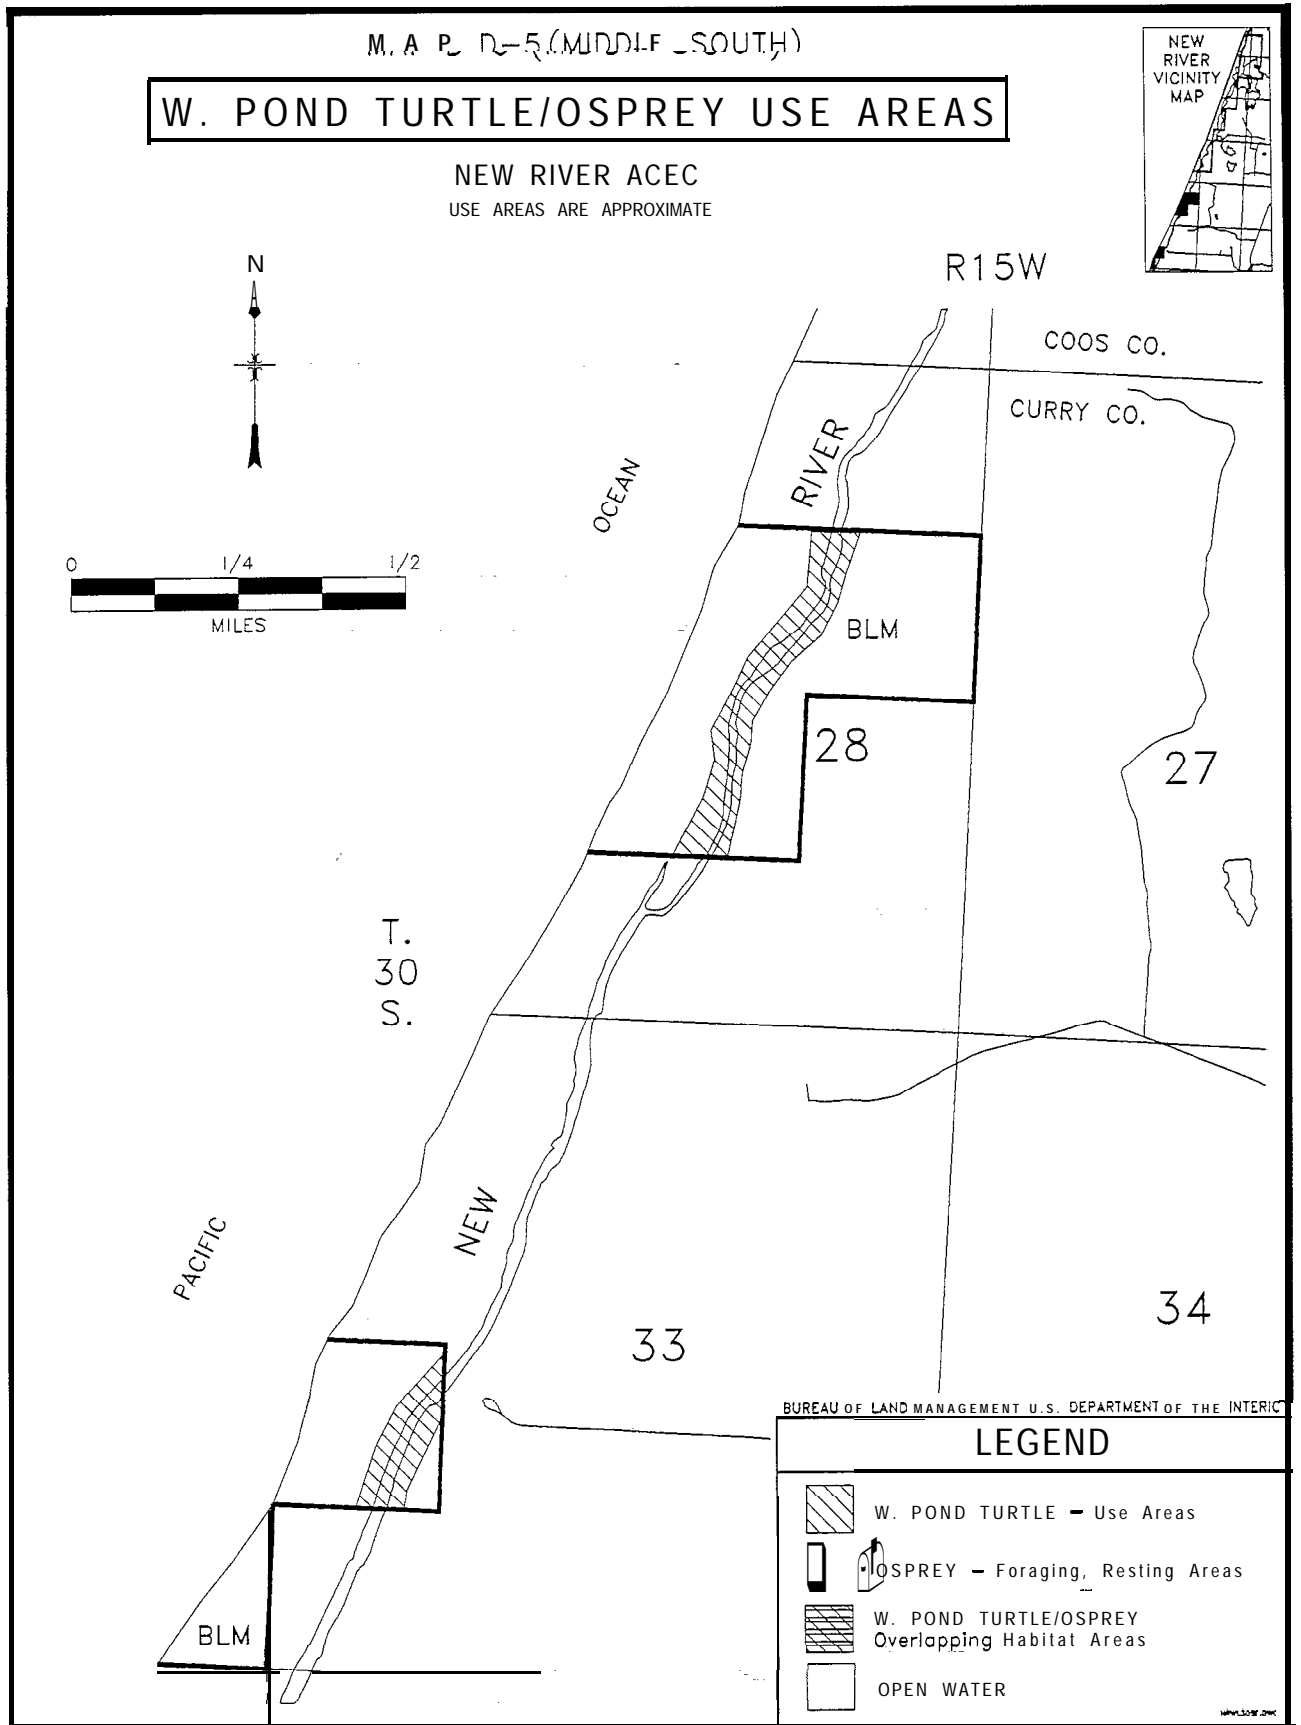 MAP D-5 (MIDDLE SOUTH)
W. POND TURTLE/OSPREY USE AREAS
NEW RIVER ACEC
USE AREAS ARE APPROXIMATE
NEW
RIVER
VICINITY
MAP
N
R15W
COOS CO.
CURRY CO.
RIVER
OCEAN
0 1/4 1/2
MILES
BLM
28
27
T.
30
S.
NEW
PACIFIC
33
34
BLM
BUREAU OF LAND MANAGEMENT U.S. DEPARTMENT OF THE INTERIO
LEGEND
W. POND TURTLE – Use Areas
OSPREY – Foraging, Resting Areas
W. POND TURTLE/OSPREY
Overlapping Habitat Areas
OPEN WATER